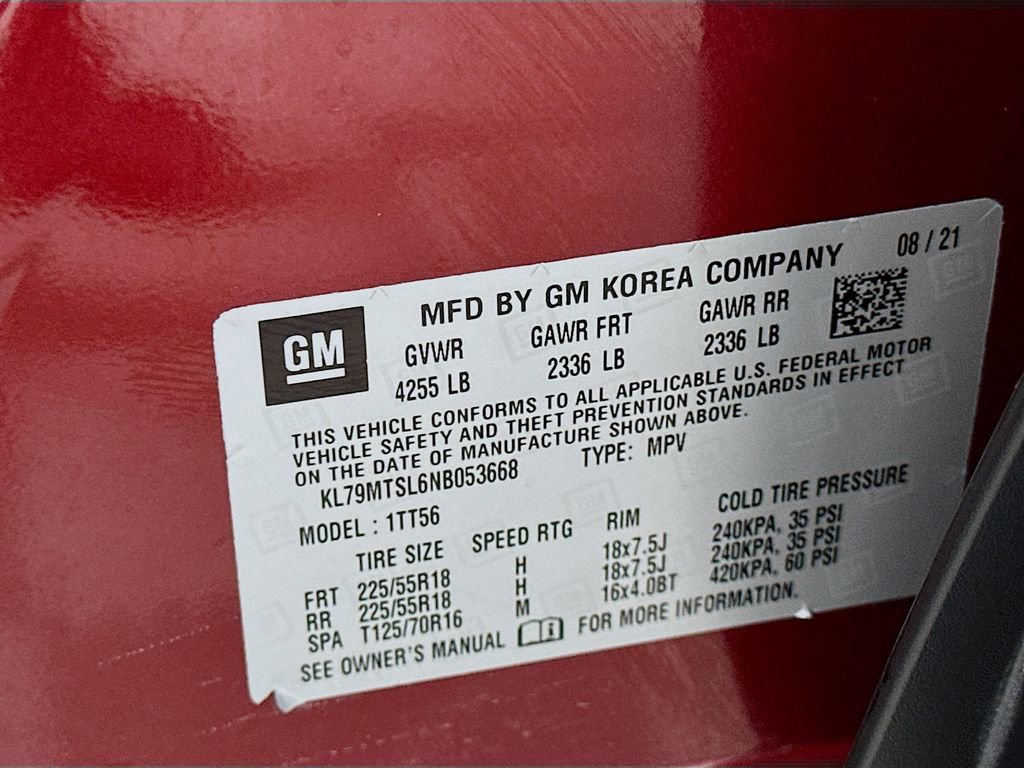 08 / 21
MFD BY GM KOREA COMPANY
GM
GVWR GAWR FRT GAWR RR
4255 LB 2336 LB 2336 LB
THIS VEHICLE CONFORMS TO ALL APPLICABLE U.S. FEDERAL MOTOR
VEHICLE SAFETY AND THEFT PREVENTION STANDARDS IN EFFECT
ON THE DATE OF MANUFACTURE SHOWN ABOVE.
KL79MTSL6NB053668 TYPE: MPV
MODEL : 1TT56
TIRE SIZE SPEED RTG RIM COLD TIRE PRESSURE
FRT 225/55R18 H 18x7.5J 240KPA, 35 PSI
RR 225/55R18 H 18x7.5J 240KPA, 35 PSI
SPA T125/70R16 M 16x4.0BT 420KPA, 60 PSI
SEE OWNER'S MANUAL FOR MORE INFORMATION.